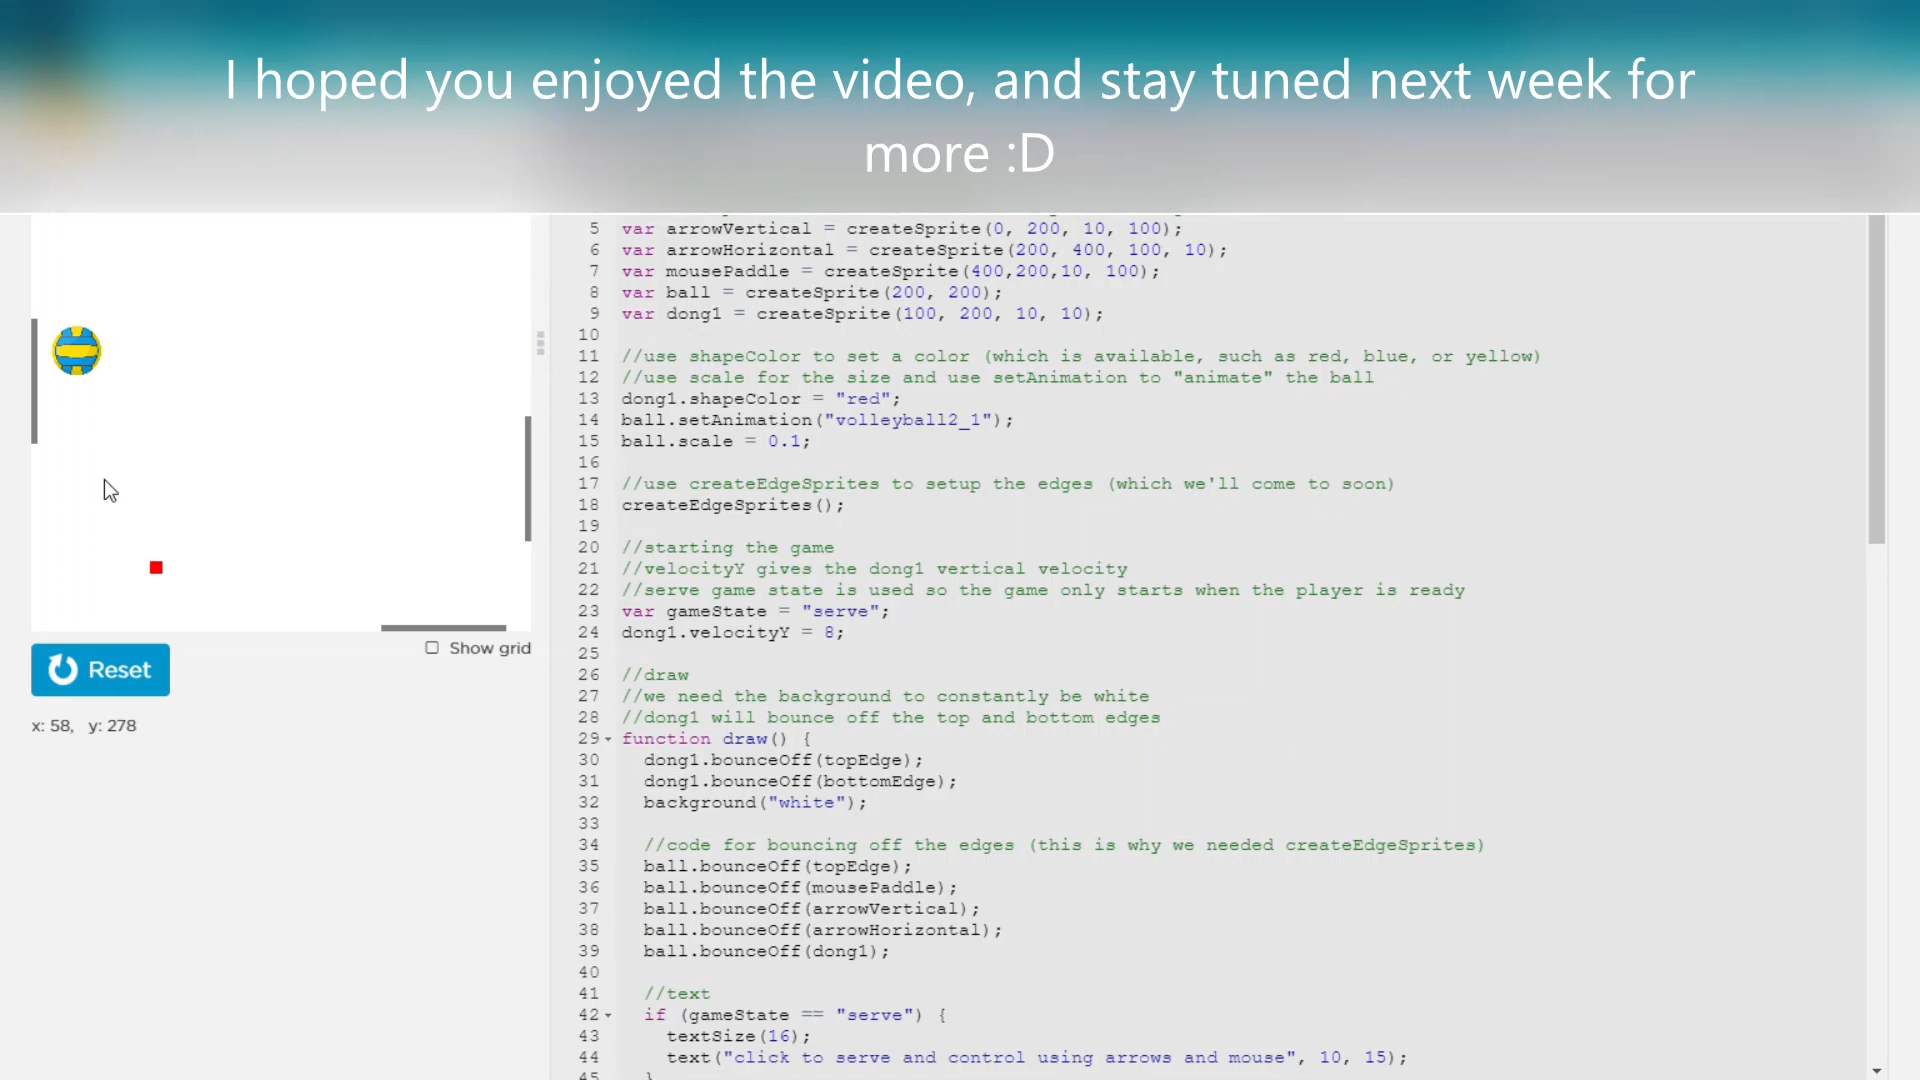 I hoped you enjoyed the video, and stay tuned next week for
more :D
5 var arrowVertical = createSprite(0, 200, 10, 100);
6 var arrowHorizontal = createSprite(200, 400, 100, 10);
7 var mousePaddle = createSprite(400,200,10, 100);
8 var ball = createSprite(200, 200);
9 var dong1 = createSprite(100, 200, 10, 10);
10
11 //use shapeColor to set a color (which is available, such as red, blue, or yellow)
12 //use scale for the size and use setAnimation to "animate" the ball
13 dong1.shapeColor = "red";
14 ball.setAnimation("volleyball2_1");
15 ball.scale = 0.1;
16
17 //use createEdgeSprites to setup the edges (which we'll come to soon)
18 createEdgeSprites();
19
20 //starting the game
21 //velocityY gives the dong1 vertical velocity
22 //serve game state is used so the game only starts when the player is ready
23 var gameState = "serve";
24 dong1.velocityY = 8;
25
26 //draw
27 //we need the background to constantly be white
28 //dong1 will bounce off the top and bottom edges
29 function draw() {
30 dong1.bounceOff(topEdge);
31 dong1.bounceOff(bottomEdge);
32 background("white");
33
34 //code for bouncing off the edges (this is why we needed createEdgeSprites)
35 ball.bounceOff(topEdge);
36 ball.bounceOff(mousePaddle);
37 ball.bounceOff(arrowVertical);
38 ball.bounceOff(arrowHorizontal);
39 ball.bounceOff(dong1);
40
41 //text
42 if (gameState == "serve") {
43 textSize(16);
44 text("click to serve and control using arrows and mouse", 10, 15);
45 }
Show grid
Reset
x: 58, y: 278